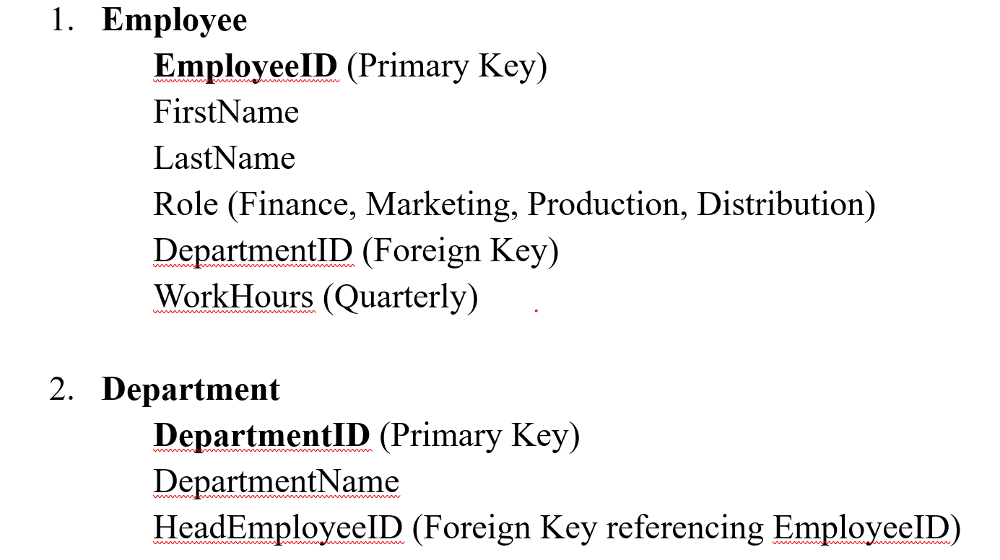 1. Employee
EmployeeID (Primary Key)
FirstName
LastName
Role (Finance, Marketing, Production, Distribution)
DepartmentID (Foreign Key)
WorkHours (Quarterly)
2. Department
DepartmentID (Primary Key)
DepartmentName
HeadEmployeeID (Foreign Key referencing EmployeeID)